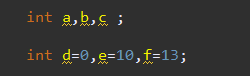 int a,b,c ;
int d=0,e=10,f=13;